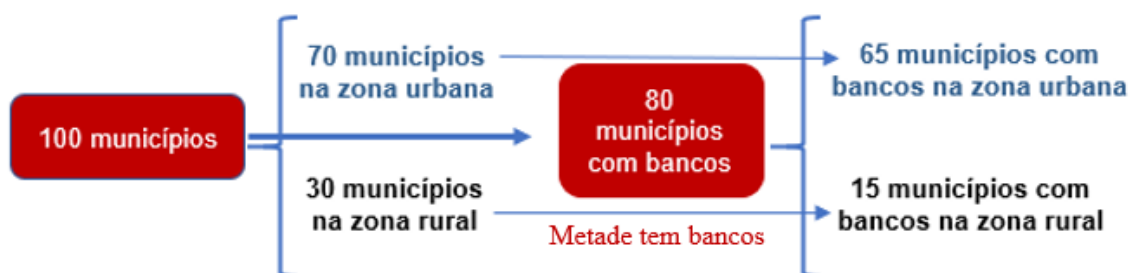 100 municípios
70 municípios
na zona urbana
30 municípios
na zona rural
80
municípios
com bancos
Metade tem bancos
65 municípios com
bancos na zona urbana
15 municípios com
bancos na zona rural